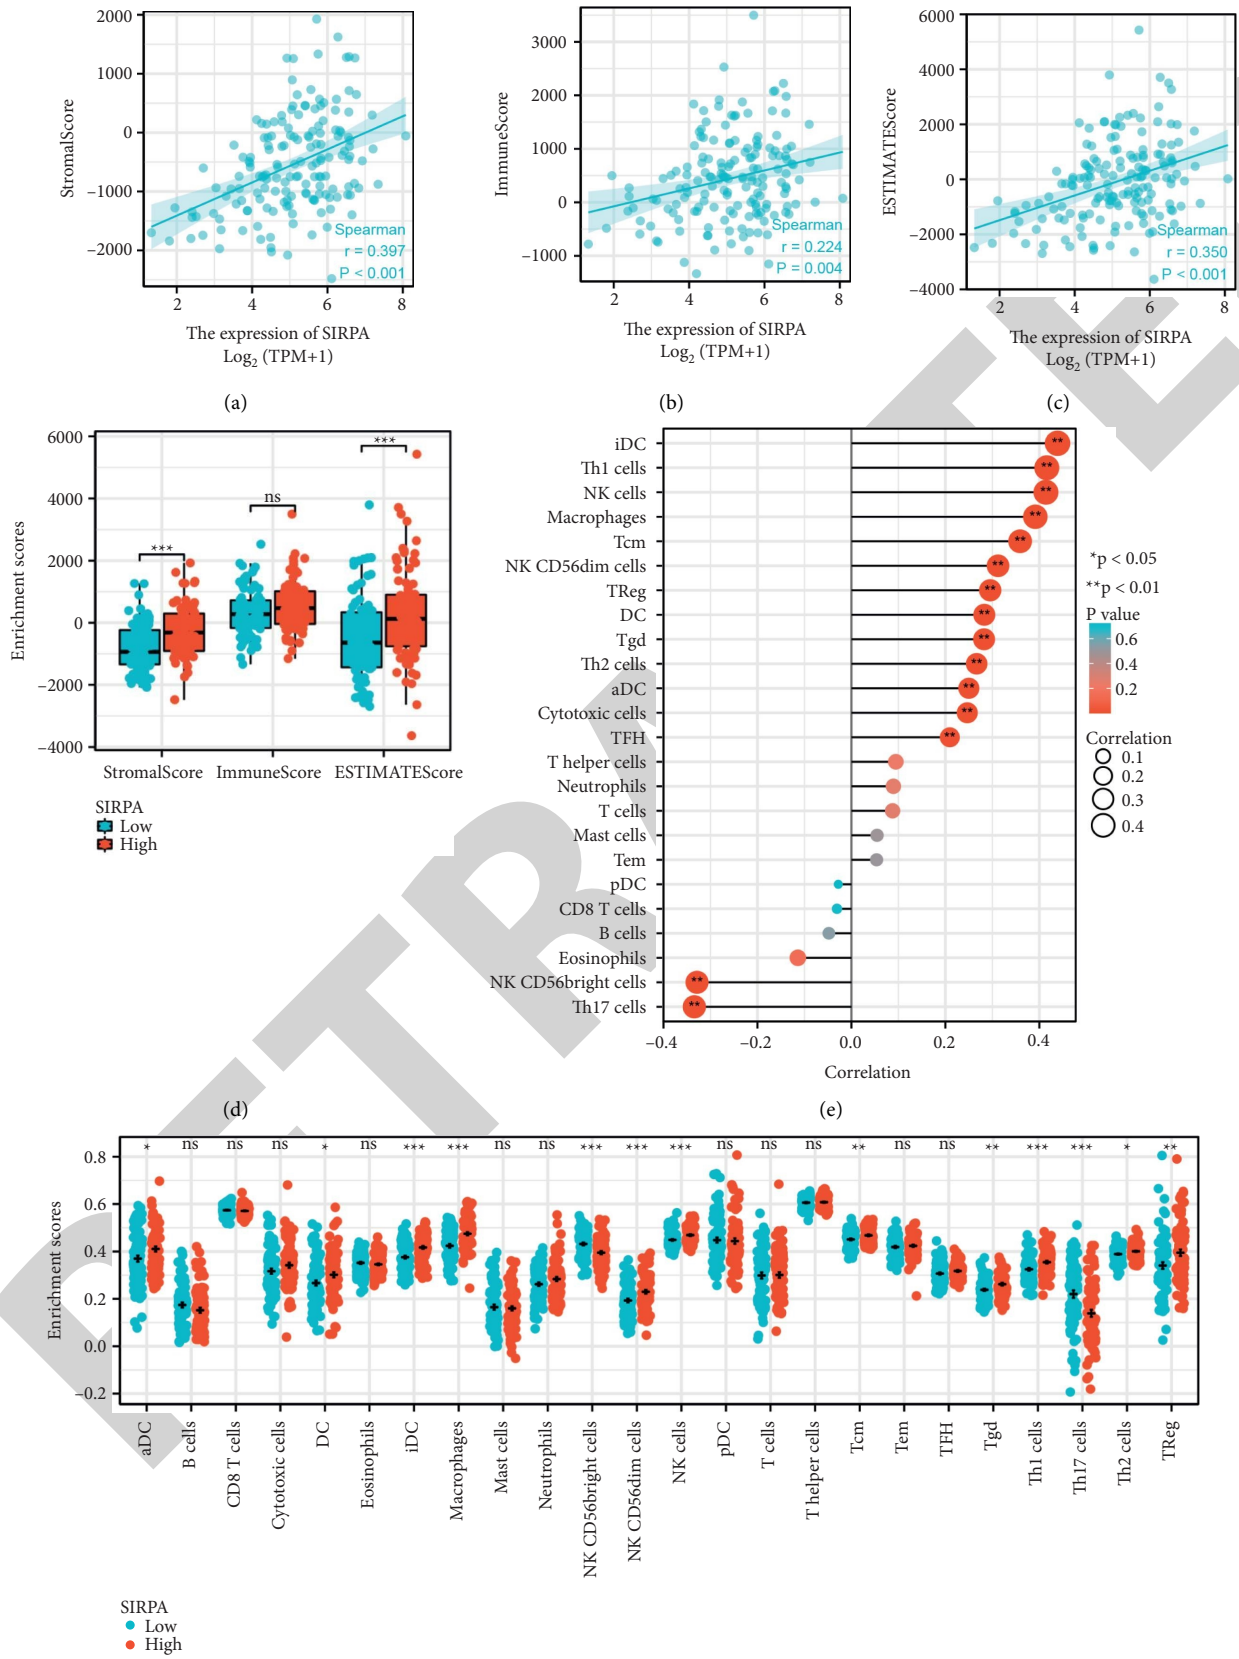 2000
1000
0
−1000
−2000
StromalScore
Spearman
r = 0.397
P < 0.001
2 4 6 8
The expression of SIRPA
Log2 (TPM+1)
(a)
3000
2000
1000
0
−1000
ImmuneScore
Spearman
r = 0.224
P = 0.004
2 4 6 8
The expression of SIRPA
Log2 (TPM+1)
(b)
6000
4000
2000
0
−2000
−4000
ESTIMATEScore
Spearman
r = 0.350
P < 0.001
2 4 6 8
The expression of SIRPA
Log2 (TPM+1)
(c)
6000
4000
2000
0
−2000
−4000
Enrichment scores
***
ns
***
StromalScore ImmuneScore ESTIMATEScore
SIRPA
Low
High
(d)
iDC **
Th1 cells **
NK cells **
Macrophages **
Tcm **
NK CD56dim cells **
TReg **
DC **
Tgd **
Th2 cells **
aDC **
Cytotoxic cells **
TFH **
T helper cells
Neutrophils
T cells
Mast cells
Tem
pDC
CD8 T cells
B cells
Eosinophils
NK CD56bright cells **
Th17 cells **
−0.4 −0.2 0.0 0.2 0.4
Correlation
*p < 0.05
**p < 0.01
P value
0.6
0.4
0.2
Correlation
0.1
0.2
0.3
0.4
(e)
* ns ns ns * ns *** *** ns ns *** *** *** ns ns ns ** ns ns ** *** *** * **
0.8
0.6
0.4
0.2
0.0
−0.2
Enrichment scores
aDC
B cells
CD8 T cells
Cytotoxic cells
DC
Eosinophils
iDC
Macrophages
Mast cells
Neutrophils
NK CD56bright cells
NK CD56dim cells
NK cells
pDC
T cells
T helper cells
Tcm
Tem
TFH
Tgd
Th1 cells
Th17 cells
Th2 cells
TReg
SIRPA
Low
High